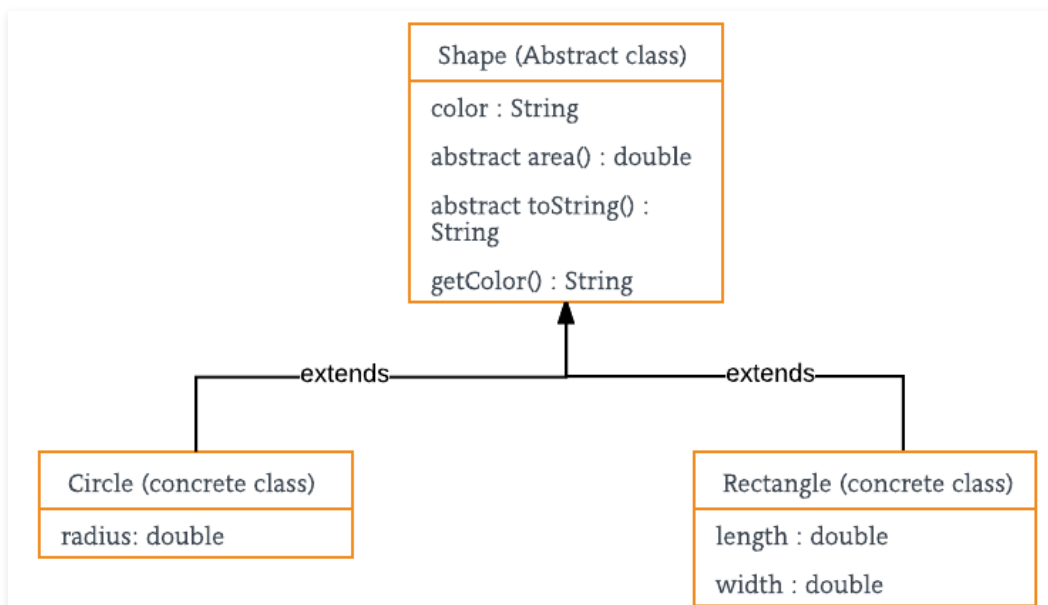 Shape (Abstract class)
color : String
abstract area() : double
abstract toString() :
String
getColor() : String
extends
extends
Circle (concrete class)
radius: double
Rectangle (concrete class)
length : double
width : double